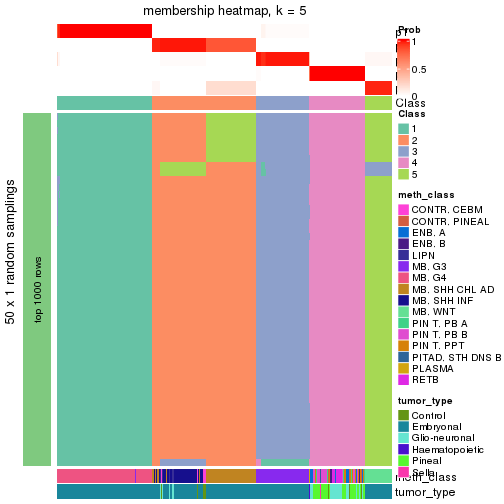 membership heatmap, k = 5
Prob
1
0.5
0
Class
Class
1
2
3
4
5
meth_class
CONTR. CEBM
CONTR. PINEAL
ENB. A
ENB. B
LIPN
MB. G3
MB. G4
MB. SHH CHL AD
MB. SHH INF
MB. WNT
PIN T. PB A
PIN T. PB B
PIN T. PPT
PITAD. STH DNS B
PLASMA
RETB
tumor_type
Control
Embryonal
Glio-neuronal
Haematopoietic
Pineal
Sella
meth_class
tumor_type
50 x 1 random samplings
top 1000 rows